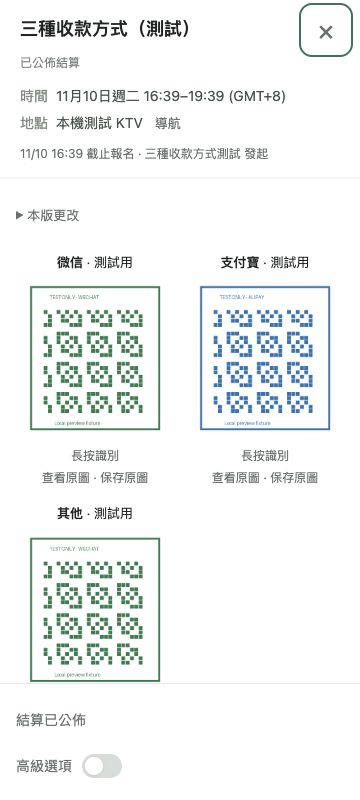 三種收款方式（測試）
已公佈結算
時間 11月10日週二 16:39–19:39 (GMT+8)
地點 本機測試 KTV 導航
11/10 16:39 截止報名 · 三種收款方式測試 發起
▶ 本版更改
微信 · 測試用
支付寶 · 測試用
TEST ONLY · WECHAT
TEST ONLY · ALIPAY
Local preview fixture
Local preview fixture
長按識別
長按識別
查看原圖 · 保存原圖
查看原圖 · 保存原圖
其他 · 測試用
TEST ONLY · WECHAT
Local preview fixture
結算已公佈
高級選項